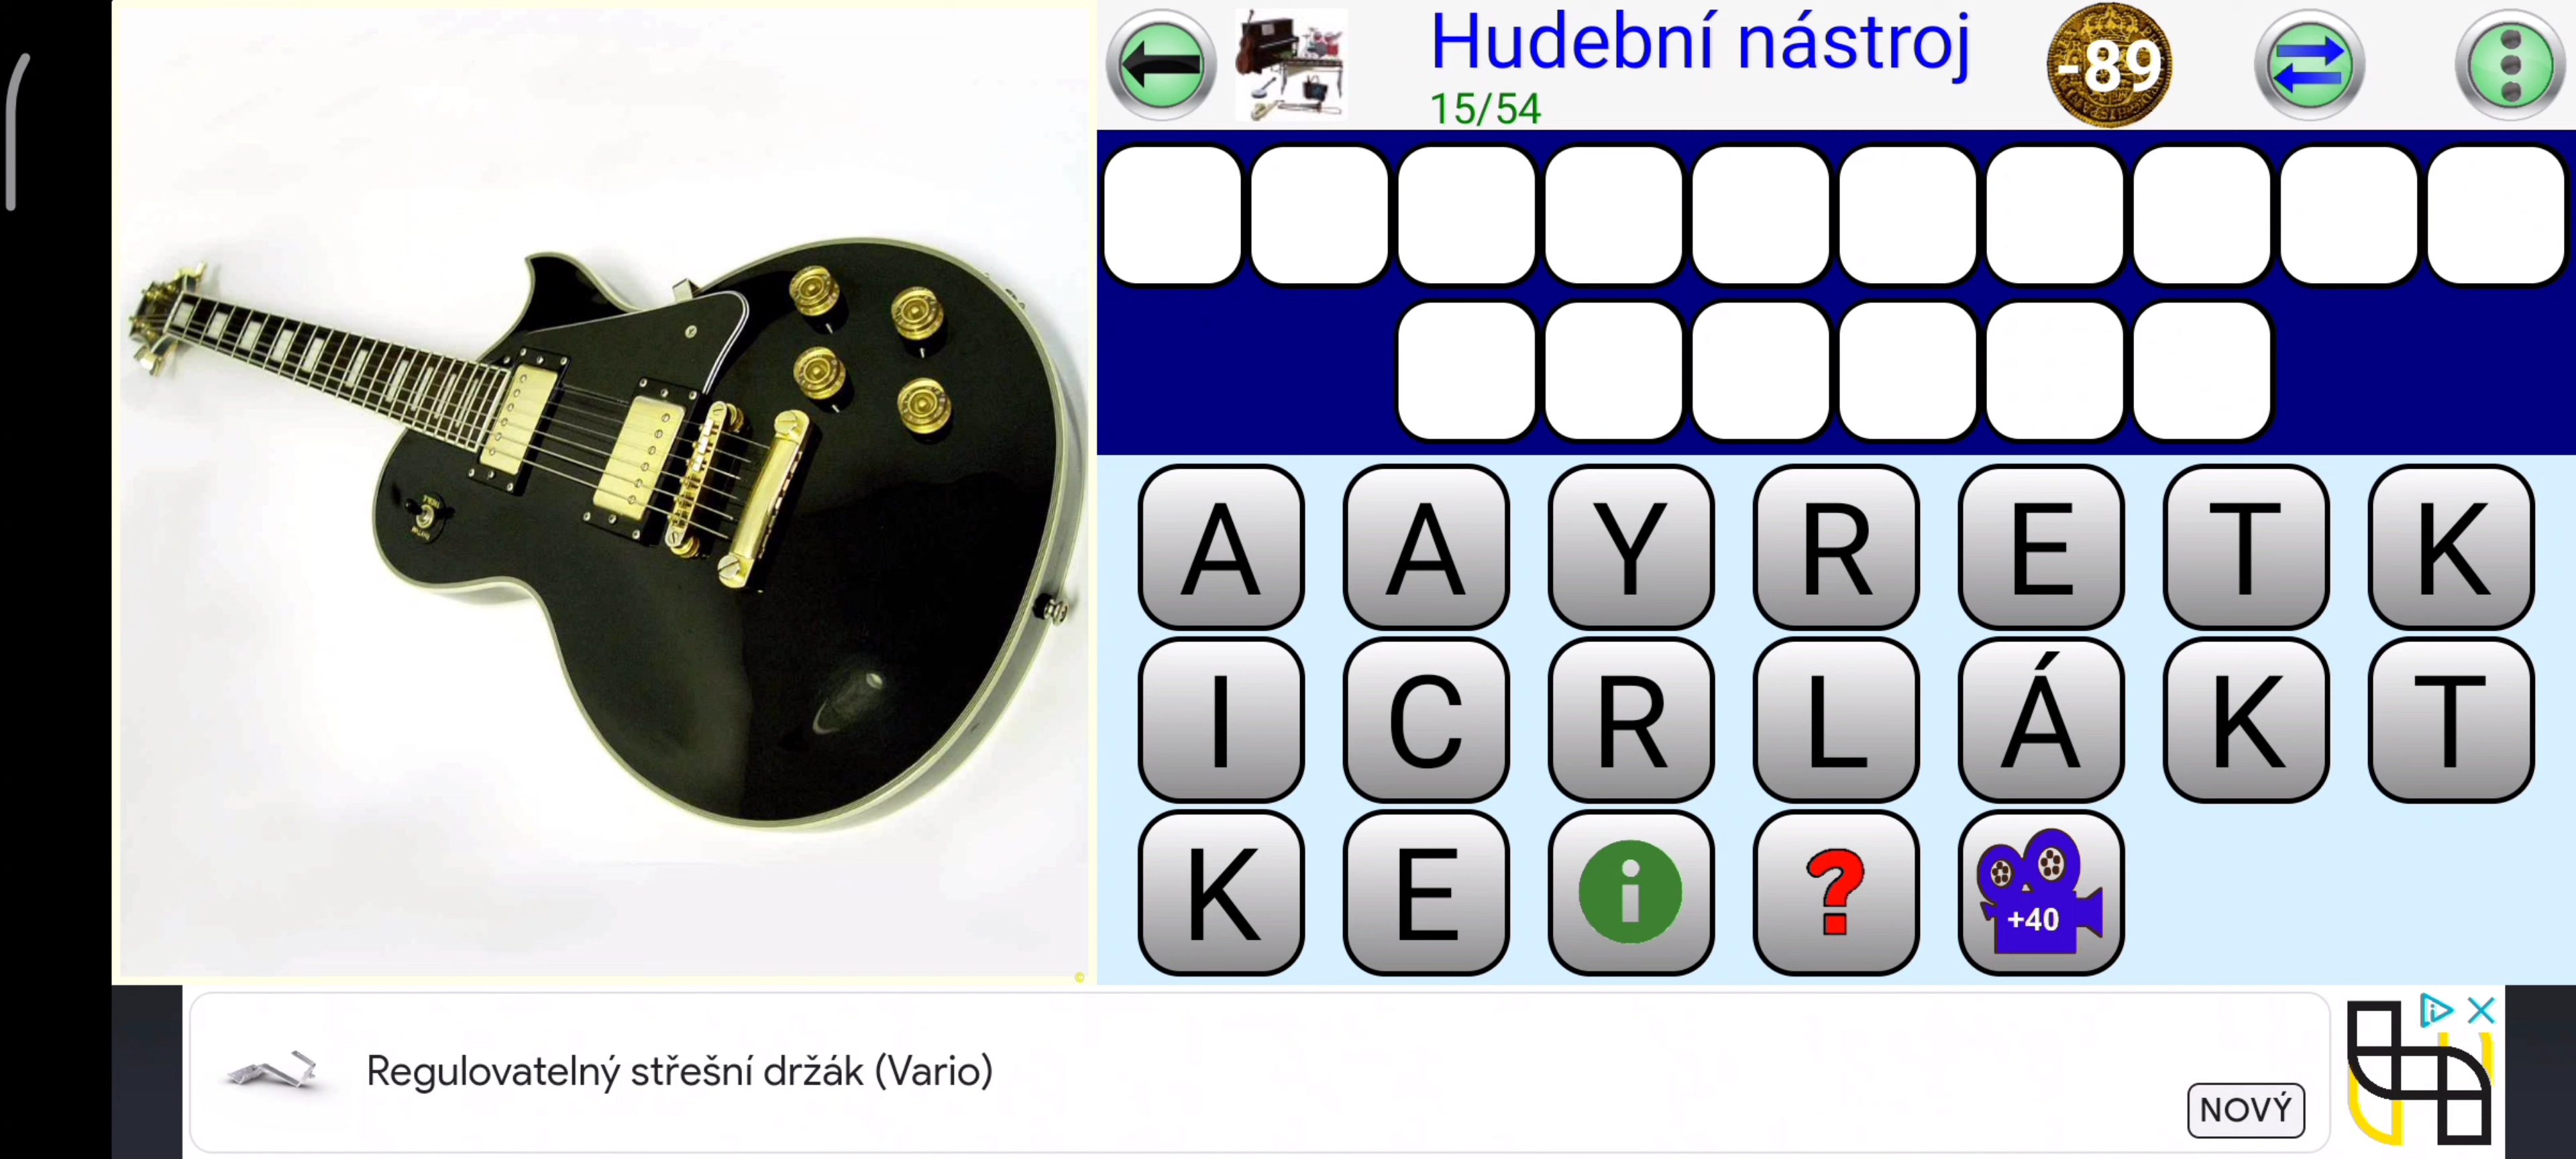 Hudební nástroj
15/54
-89
A A Y R E T K
I C R L Á K T
K E i ?
+40
Regulovatelný střešní držák (Vario)
NOVÝ